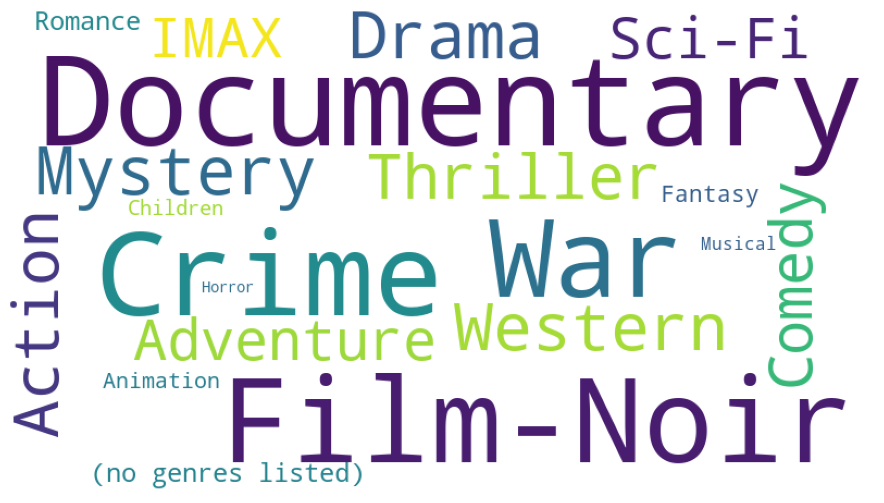 Romance
IMAX
Drama
Sci-Fi
Documentary
Mystery
Thriller
Fantasy
Children
Action
Crime
War
Musical
Comedy
Horror
Adventure
Western
Animation
Film-Noir
(no genres listed)